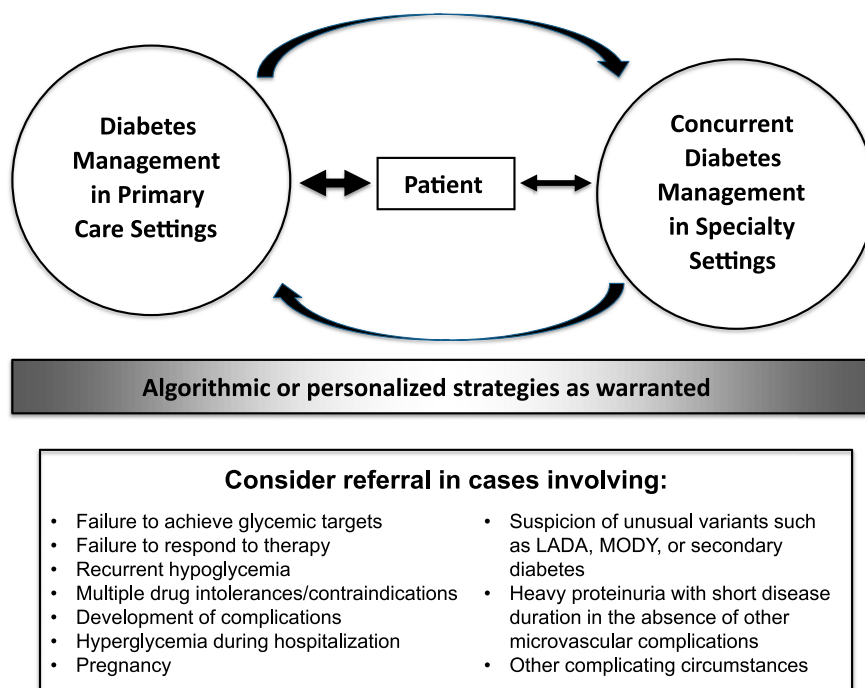 Diabetes
Management
in Primary
Care Settings
Patient
Concurrent
Diabetes
Management
in Specialty
Settings
Algorithmic or personalized strategies as warranted
Consider referral in cases involving:
• Failure to achieve glycemic targets
• Failure to respond to therapy
• Recurrent hypoglycemia
• Multiple drug intolerances/contraindications
• Development of complications
• Hyperglycemia during hospitalization
• Pregnancy
• Suspicion of unusual variants such
as LADA, MODY, or secondary
diabetes
• Heavy proteinuria with short disease
duration in the absence of other
microvascular complications
• Other complicating circumstances